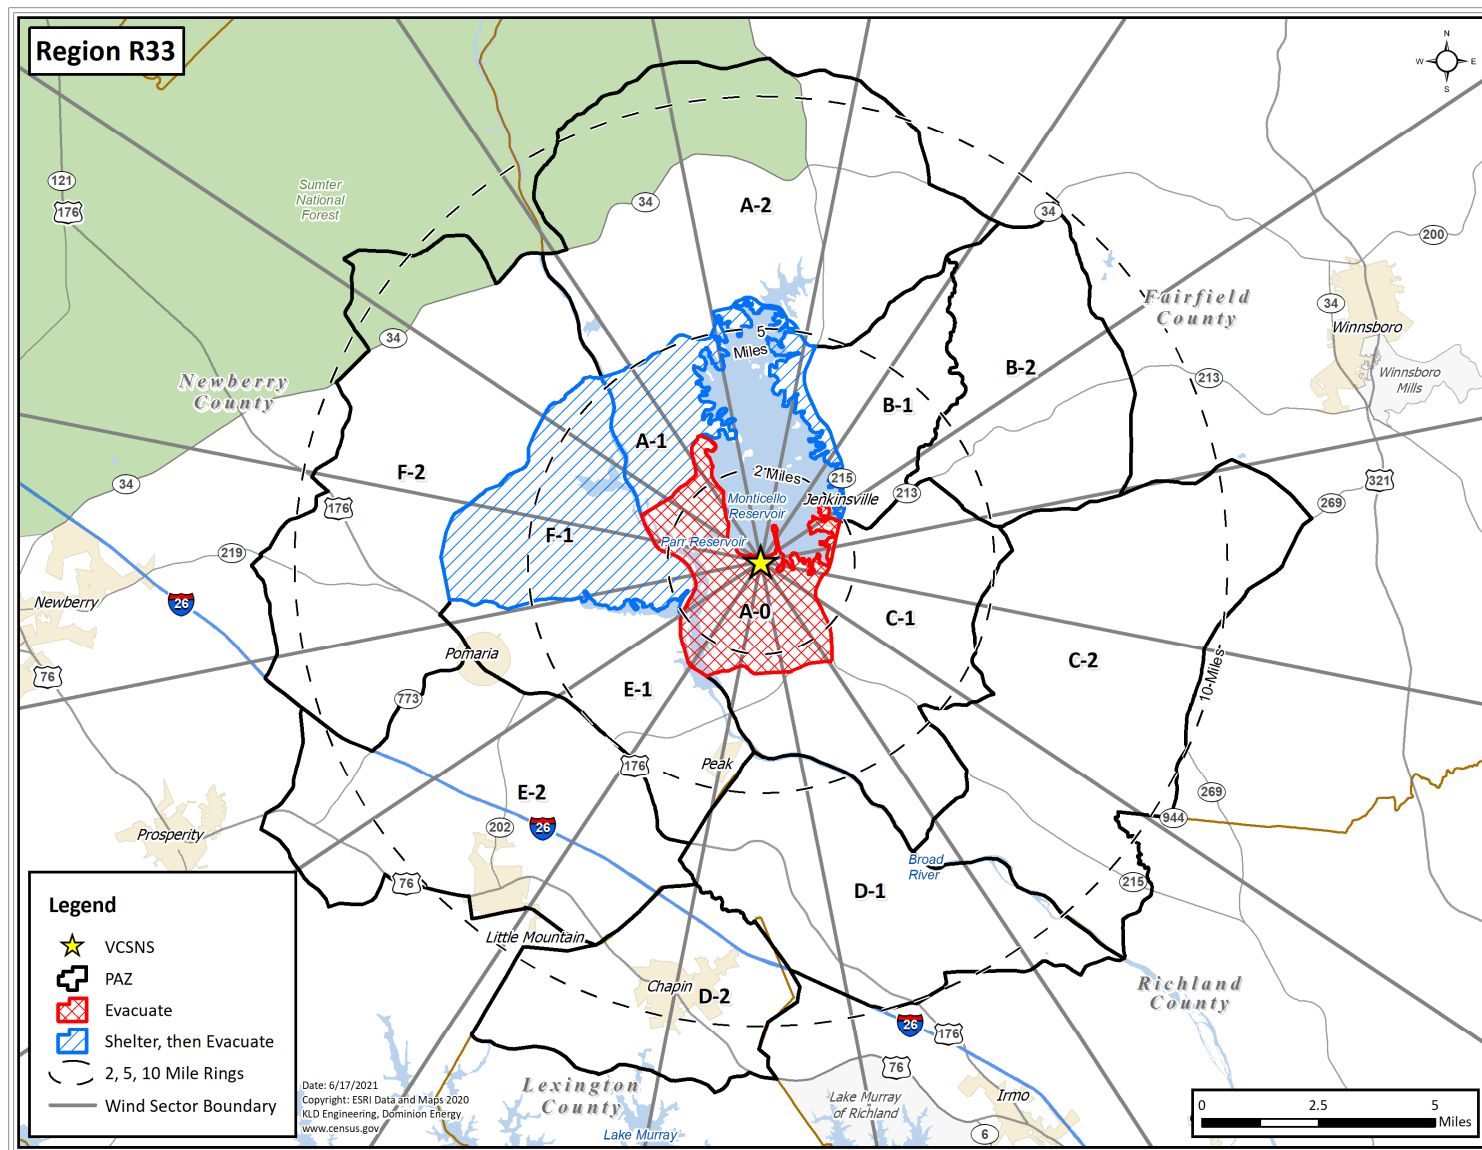 Region R33
N
W
E
S
121
176
Sumter
National
Forest
34
A-2
34
200
Fairfield
County
34
Winnsboro
Winnsboro
Mills
213
B-2
5
Miles
34
Newberry
County
B-1
A-1
F-2
2 Miles
215
213
321
269
34
176
Jenkinsville
Monticello
Reservoir
F-1
Parr Reservoir
219
26
Newberry
A-0
C-1
C-2
Pomaria
76
E-1
773
10-Miles
176
Peak
E-2
202
26
269
944
Prosperity
Broad
River
215
76
D-1
Little Mountain
Chapin
D-2
Richland
County
26
176
76
Lake Murray
of Richland
Irmo
6
Lexington
County
Lake Murray
Legend
VCSNS
PAZ
Evacuate
Shelter, then Evacuate
2, 5, 10 Mile Rings
Wind Sector Boundary
Date: 6/17/2021
Copyright: ESRI Data and Maps 2020
KLD Engineering, Dominion Energy
www.census.gov
0
2.5
5
Miles